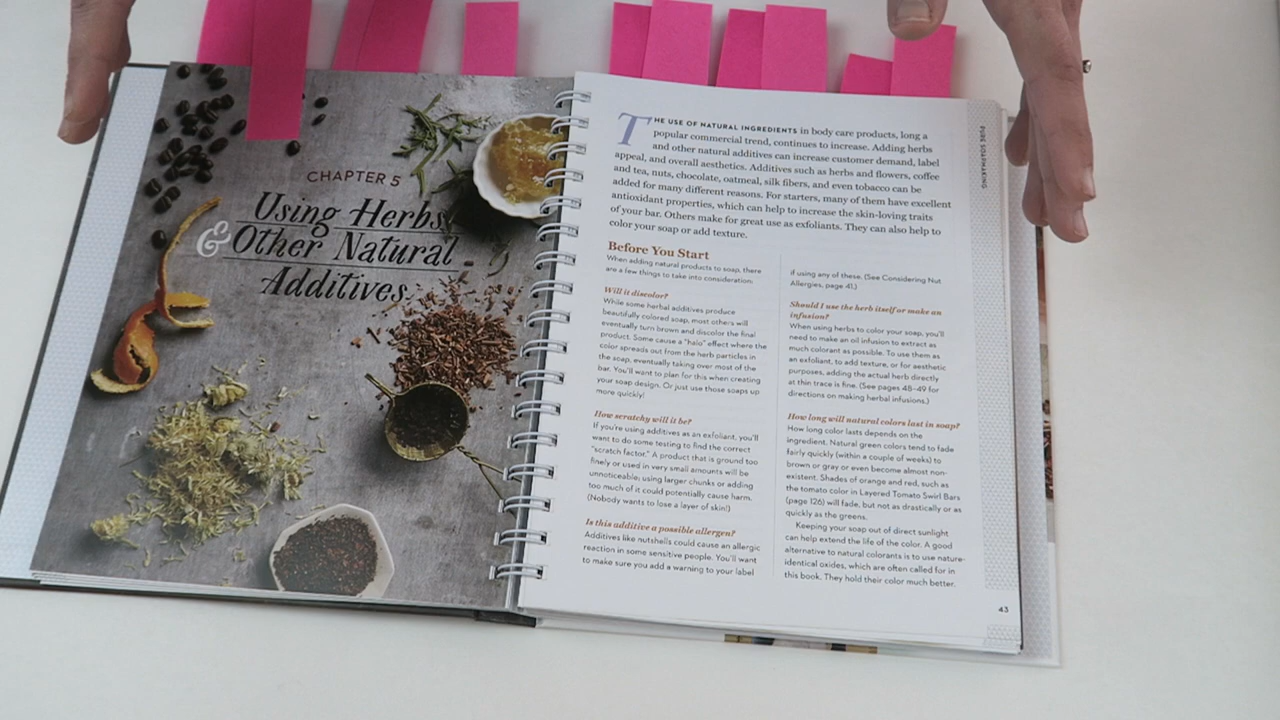 CHAPTER 5
Using Herbs
& Other Natural
Additives
THE USE OF NATURAL INGREDIENTS in body care products, long a
popular commercial trend, continues to increase. Adding herbs
and other natural additives can increase customer demand, label
appeal, and overall aesthetics. Additives such as herbs and flowers, coffee
and tea, nuts, chocolate, oatmeal, silk fibers, and even tobacco can be
added for many different reasons. For starters, many of them have excellent
antioxidant properties, which can help to increase the skin-loving traits
of your bar. Others make for great use as exfoliants. They can also help to
color your soap or add texture.
Before You Start
When adding natural products to soap, there
are a few things to take into consideration:
Will it discolor?
While some herbal additives produce
beautifully colored soap, most others will
eventually turn brown and discolor the final
product. Some cause a "halo" effect where the
color spreads out from the herb particles in
the soap, eventually taking over most of the
bar. You'll want to plan for this when creating
your soap design. Or just use those soaps up
more quickly!
How scratchy will it be?
If you're using additives as an exfoliant, you'll
want to do some testing to find the correct
"scratch factor." A product that is ground too
finely or used in very small amounts will be
unnoticeable; using larger chunks or adding
too much of it could potentially cause harm.
(Nobody wants to lose a layer of skin!)
Is this additive a possible allergen?
Additives like nutshells could cause an allergic
reaction in some sensitive people. You'll want
to make sure you add a warning to your label
if using any of these. (See Considering Nut
Allergies, page 41.)
Should I use the herb itself or make an
infusion?
When using herbs to color your soap, you'll
need to make an oil infusion to extract as
much colorant as possible. To use them as
an exfoliant, to add texture, or for aesthetic
purposes, adding the actual herb directly
at thin trace is fine. (See pages 48–49 for
directions on making herbal infusions.)
How long will natural colors last in soap?
How long color lasts depends on the
ingredient. Natural green colors tend to fade
fairly quickly (within a couple of weeks) to
brown or gray or even become almost non-
existent. Shades of orange and red, such as
the tomato color in Layered Tomato Swirl Bars
(page 126) will fade, but not as drastically or as
quickly as the greens.
Keeping your soap out of direct sunlight
can help extend the life of the color. A good
alternative to natural colorants is to use nature-
identical oxides, which are often called for in
this book. They hold their color much better.
PURE SOAPMAKING
43